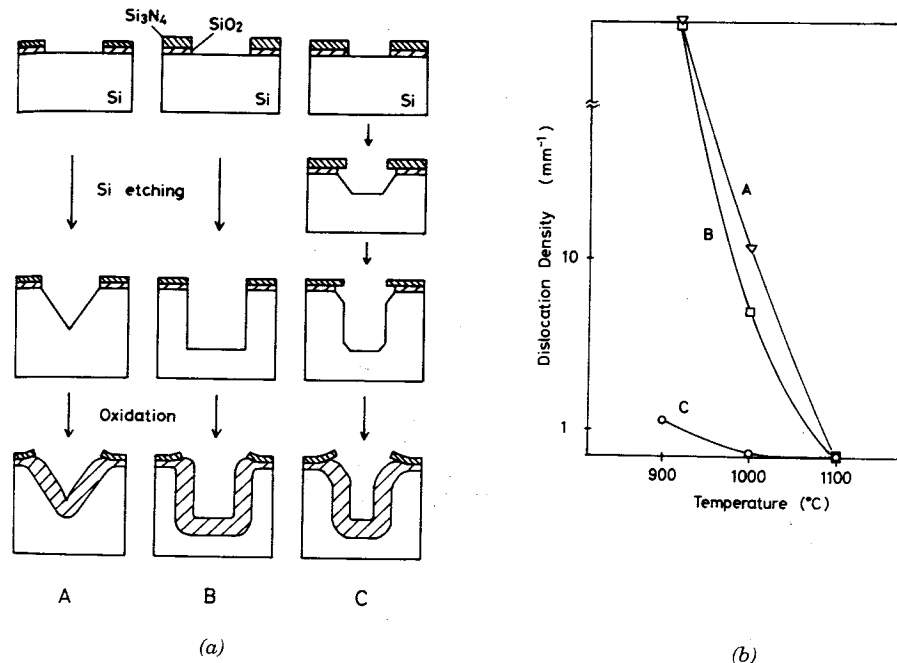 Si₃N₄
SiO₂
Si
Si
Si
Si etching
Oxidation
A
B
C
(a)
Dislocation Density (mm⁻¹)
10
1
A
B
C
900
1000
1100
Temperature (°C)
(b)